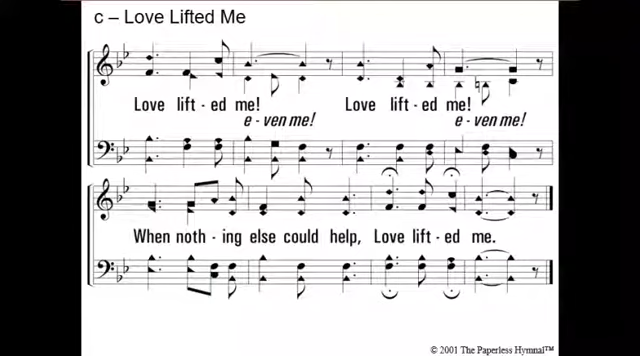 c – Love Lifted Me
Love lift - ed me! Love lift - ed me!
e - ven me! e - ven me!
When noth - ing else could help, Love lift - ed me.
© 2001 The Paperless Hymnal™